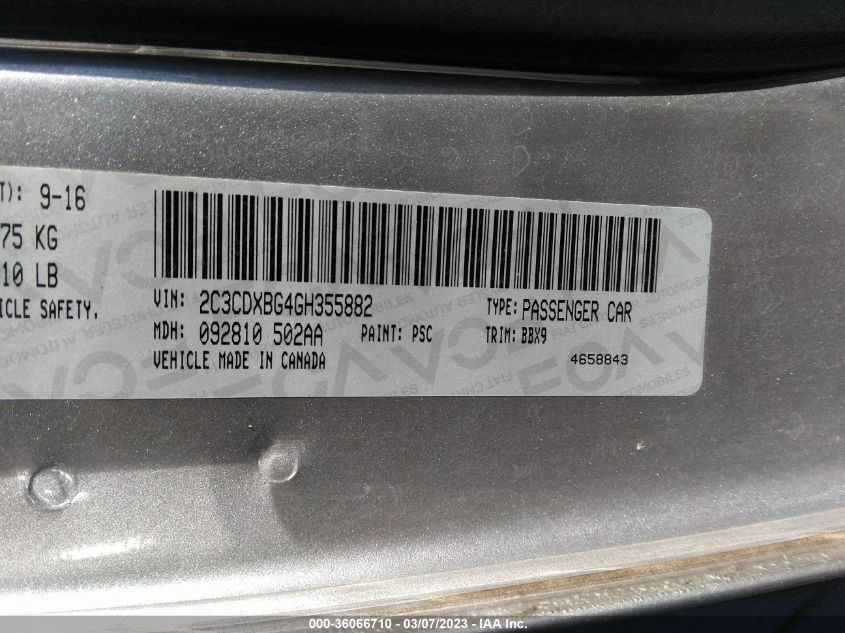 T): 9-16
75 KG
10 LB
ICLE SAFETY,
VIN: 2C3CDXBG4GH355882 TYPE: PASSENGER CAR
MDH: 092810 502AA PAINT: PSC TRIM: BBX9
VEHICLE MADE IN CANADA 4658843
000-36066710 - 03/07/2023 - IAA Inc.